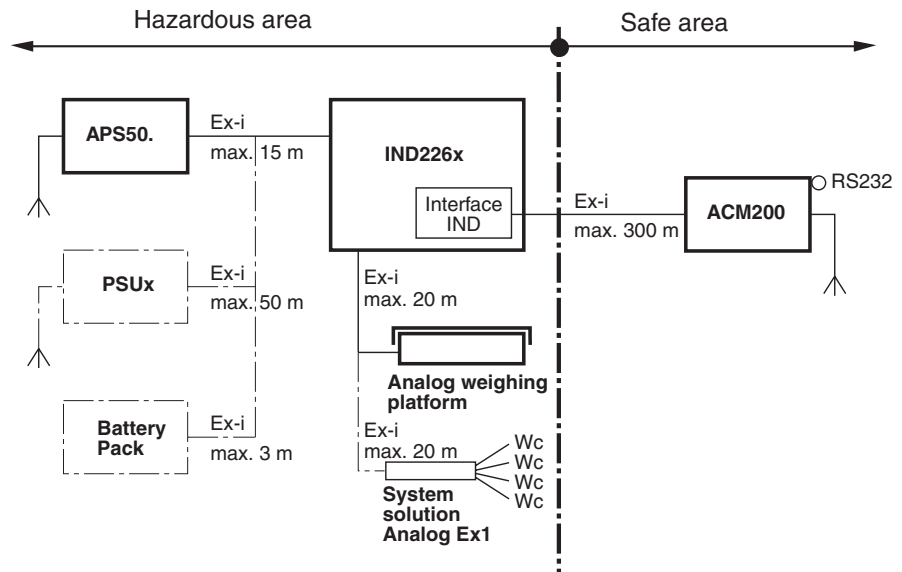 Hazardous area
Safe area
APS50.
Ex-i
max. 15 m
IND226x
Interface
IND
Ex-i
max. 300 m
ACM200
RS232
PSUx
Ex-i
max. 50 m
Ex-i
max. 20 m
Analog weighing
platform
Battery
Pack
Ex-i
max. 3 m
Ex-i
max. 20 m
Wc
Wc
Wc
Wc
System
solution
Analog Ex1